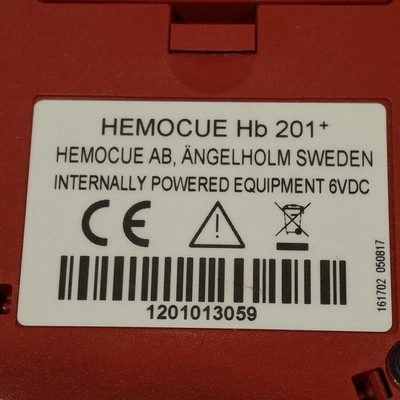 HEMOCUE Hb 201+
HEMOCUE AB, ÄNGELHOLM SWEDEN
INTERNALLY POWERED EQUIPMENT 6VDC
CE
1201013059
161702 050817